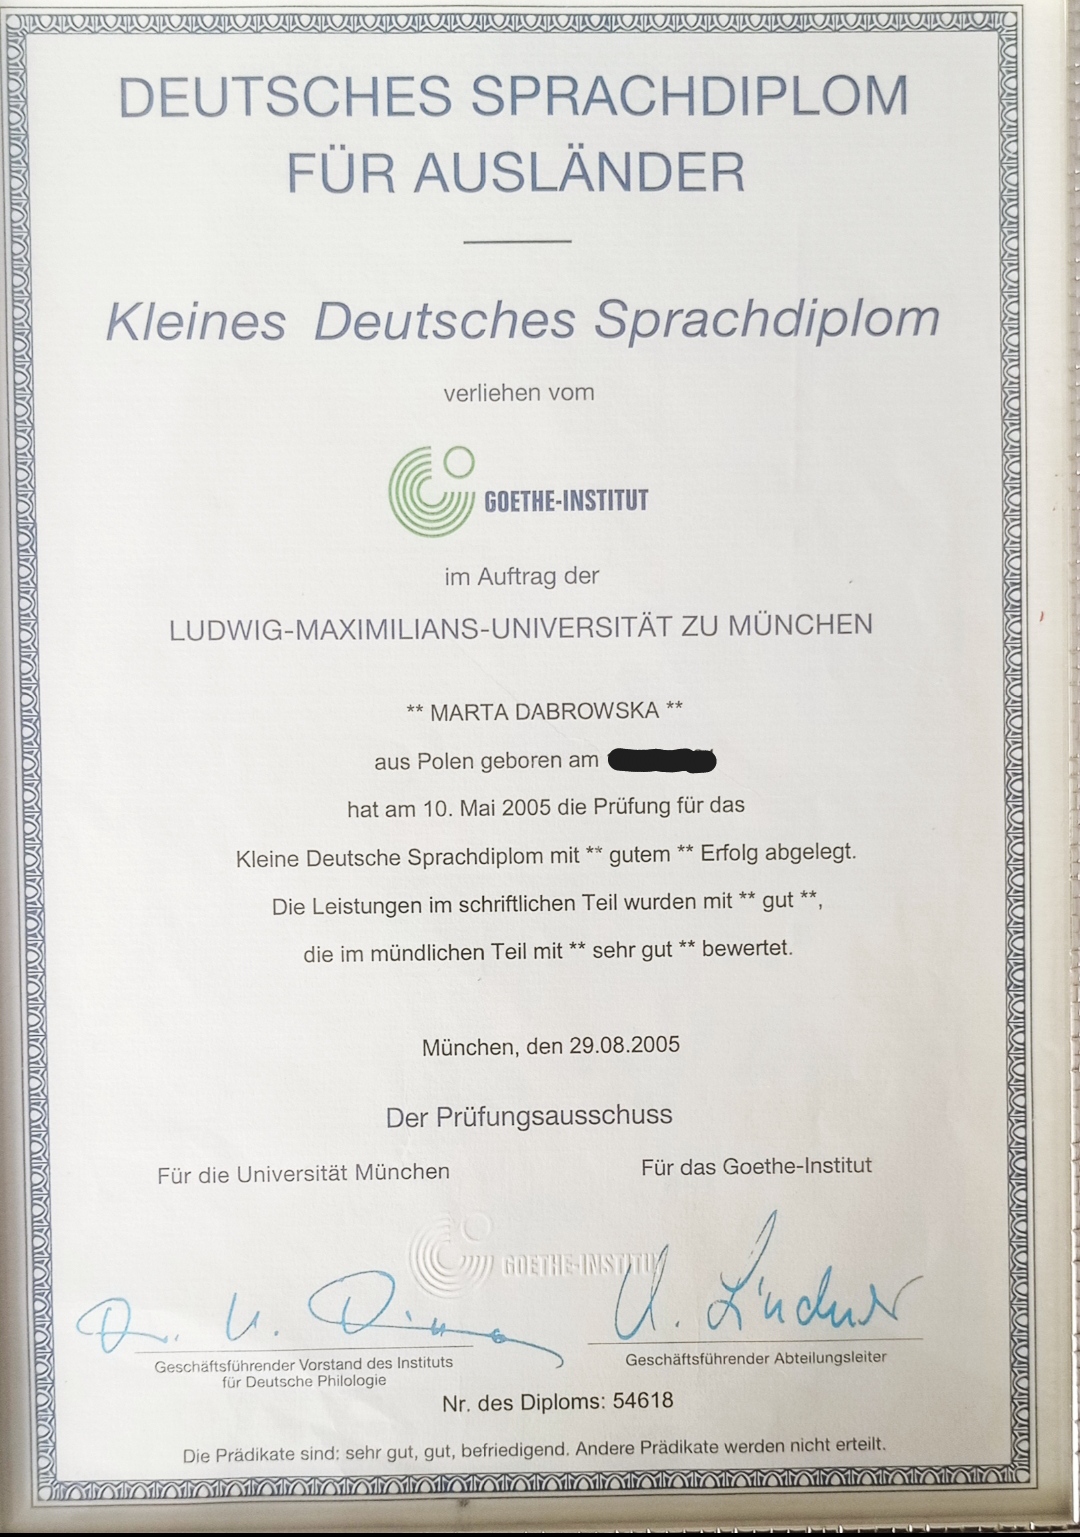 DEUTSCHES SPRACHDIPLOM
FÜR AUSLÄNDER
Kleines Deutsches Sprachdiplom
verliehen vom
GOETHE-INSTITUT
im Auftrag der
LUDWIG-MAXIMILIANS-UNIVERSITÄT ZU MÜNCHEN
** MARTA DABROWSKA **
aus Polen geboren am
hat am 10. Mai 2005 die Prüfung für das
Kleine Deutsche Sprachdiplom mit ** gutem ** Erfolg abgelegt.
Die Leistungen im schriftlichen Teil wurden mit ** gut **,
die im mündlichen Teil mit ** sehr gut ** bewertet.
München, den 29.08.2005
Der Prüfungsausschuss
Für die Universität München
Für das Goethe-Institut
GOETHE-INSTITUT
Geschäftsführender Vorstand des Instituts
für Deutsche Philologie
Geschäftsführender Abteilungsleiter
Nr. des Diploms: 54618
Die Prädikate sind: sehr gut, gut, befriedigend. Andere Prädikate werden nicht erteilt.